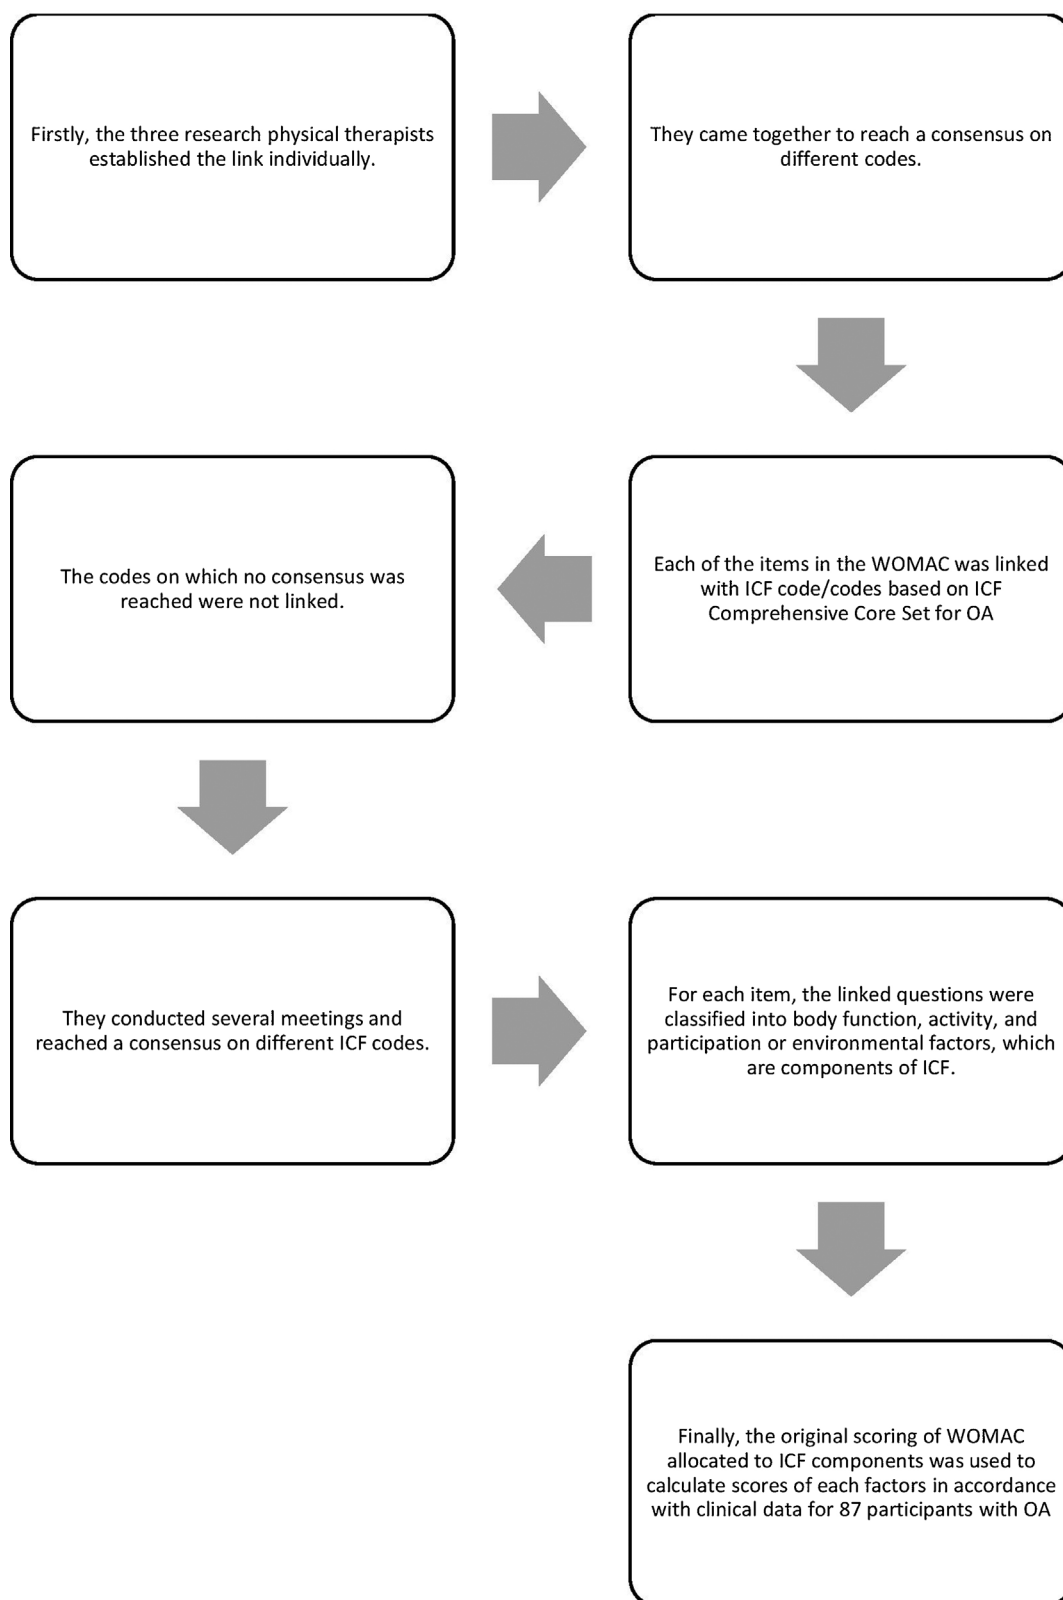 Firstly, the three research physical therapists
established the link individually.
They came together to reach a consensus on
different codes.
Each of the items in the WOMAC was linked
with ICF code/codes based on ICF
Comprehensive Core Set for OA
The codes on which no consensus was
reached were not linked.
They conducted several meetings and
reached a consensus on different ICF codes.
For each item, the linked questions were
classified into body function, activity, and
participation or environmental factors, which
are components of ICF.
Finally, the original scoring of WOMAC
allocated to ICF components was used to
calculate scores of each factors in accordance
with clinical data for 87 participants with OA